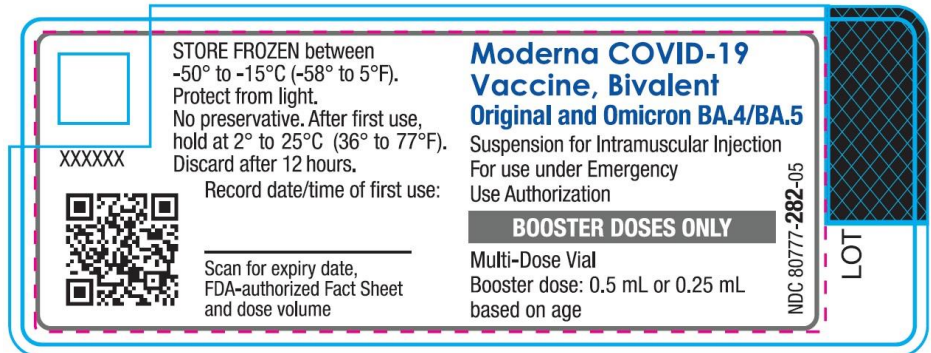 STORE FROZEN between
-50° to -15°C (-58° to 5°F).
Protect from light.
No preservative. After first use,
hold at 2° to 25°C (36° to 77°F).
Discard after 12 hours.
Record date/time of first use:
Scan for expiry date,
FDA-authorized Fact Sheet
and dose volume
XXXXXX
Moderna COVID-19
Vaccine, Bivalent
Original and Omicron BA.4/BA.5
Suspension for Intramuscular Injection
For use under Emergency
Use Authorization
BOOSTER DOSES ONLY
Multi-Dose Vial
Booster dose: 0.5 mL or 0.25 mL
based on age
NDC 80777-282-05
LOT